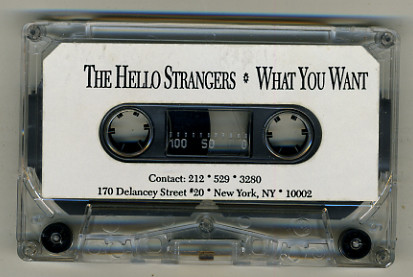 THE HELLO STRANGERS * WHAT YOU WANT
100 50 0
Contact: 212 * 529 * 3280
170 Delancey Street #20 * New York, NY * 10002